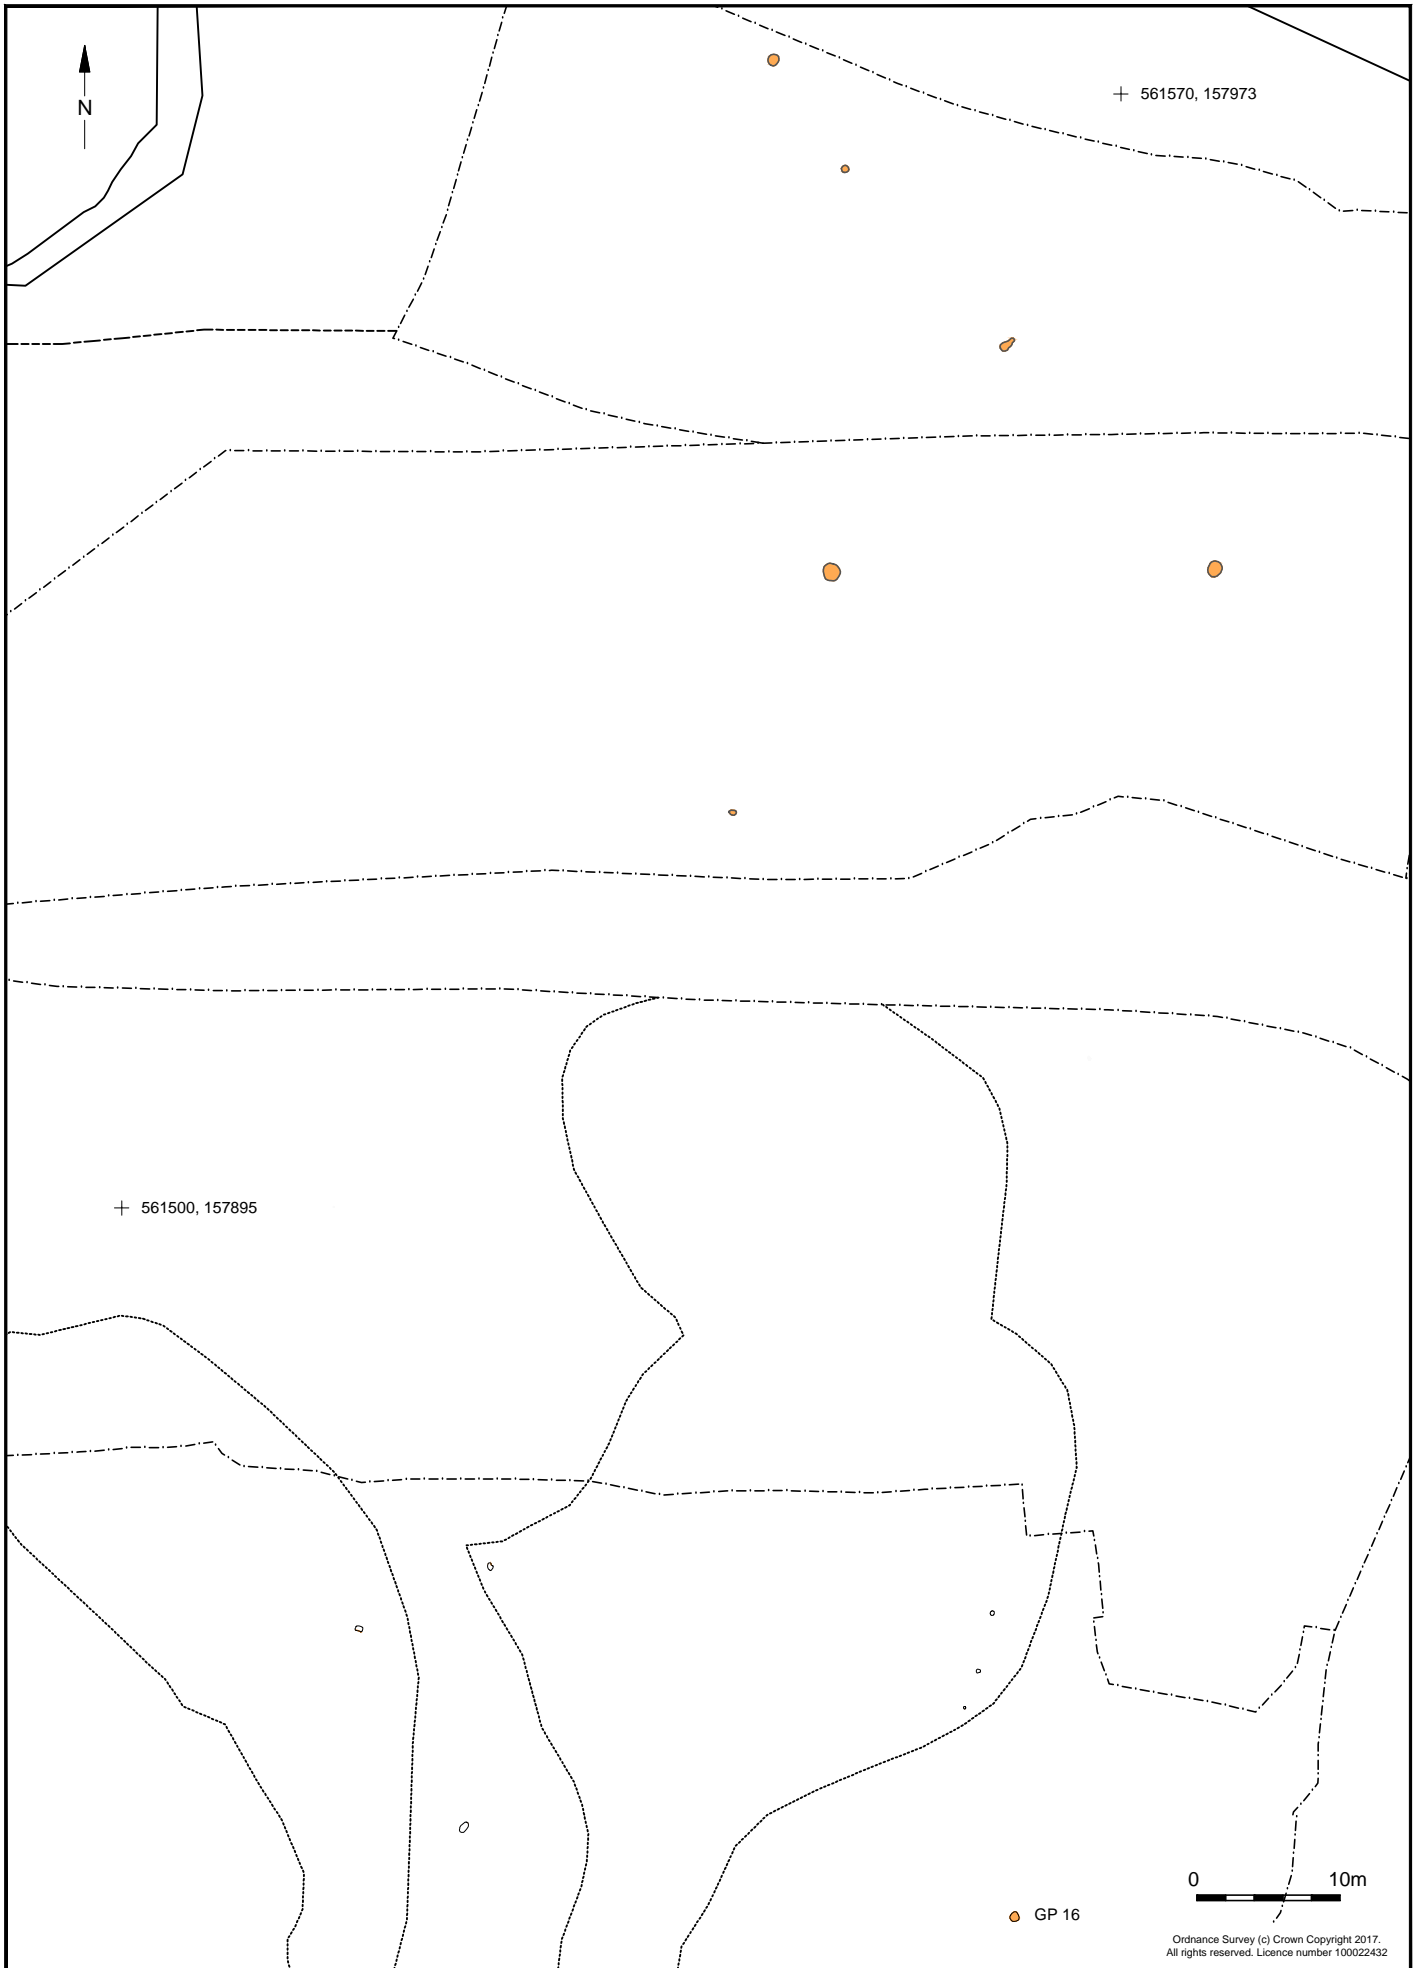 N
561570, 157973
561500, 157895
0 10m
GP 16
Ordnance Survey (c) Crown Copyright 2017.
All rights reserved. Licence number 100022432